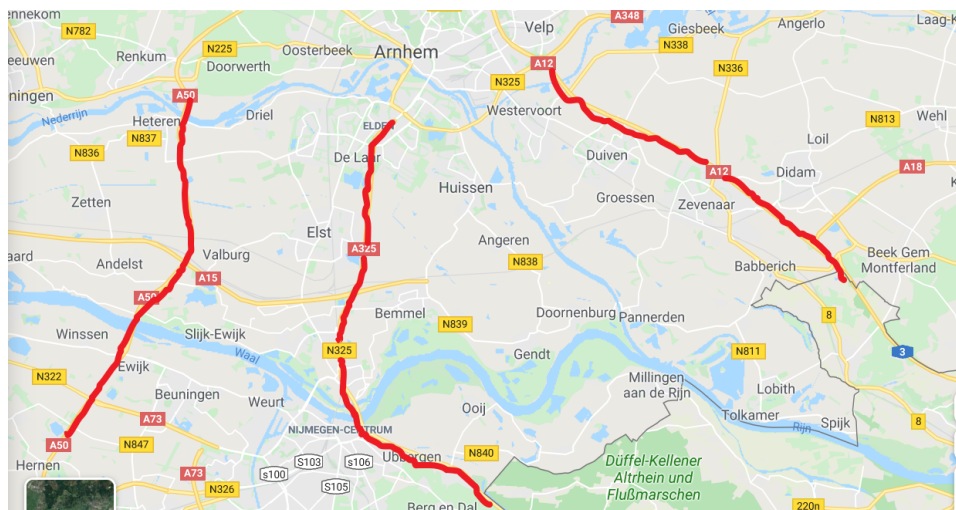 ennekom
N782
Renkum
N225
Oosterbeek
Doorwerth
Arnhem
Velp
A348
Giesbeek
Angerlo
Laag-K
eeuwen
ningen
A50
Nederrijn
Heteren
Driel
N837
N836
ELDEN
De Laar
N325
Westervoort
A12
N338
N336
N813
Wehl
Loil
Duiven
A12
Didam
A18
Zetten
Huissen
Groessen
Zevenaar
Elst
A325
Angeren
N838
aard
Andelst
Valburg
A15
A50
Babberich
Beek Gem
Montferland
Winssen
Slijk-Ewijk
Bemmel
N839
Doornenburg
Pannerden
8
Waal
N325
Gendt
N811
3
N322
Ewijk
Beuningen
Weurt
Millingen
aan de Rijn
Lobith
Tolkamer
Spijk
Rijn
8
A73
Ooij
A50
N847
NIJMEGEN-CENTRUM
Hernen
A73
N326
S103
s106
s100
S105
Ubbergen
N840
Berg en Dal
Düffel-Kellener
Altrhein und
Flußmarschen
220n